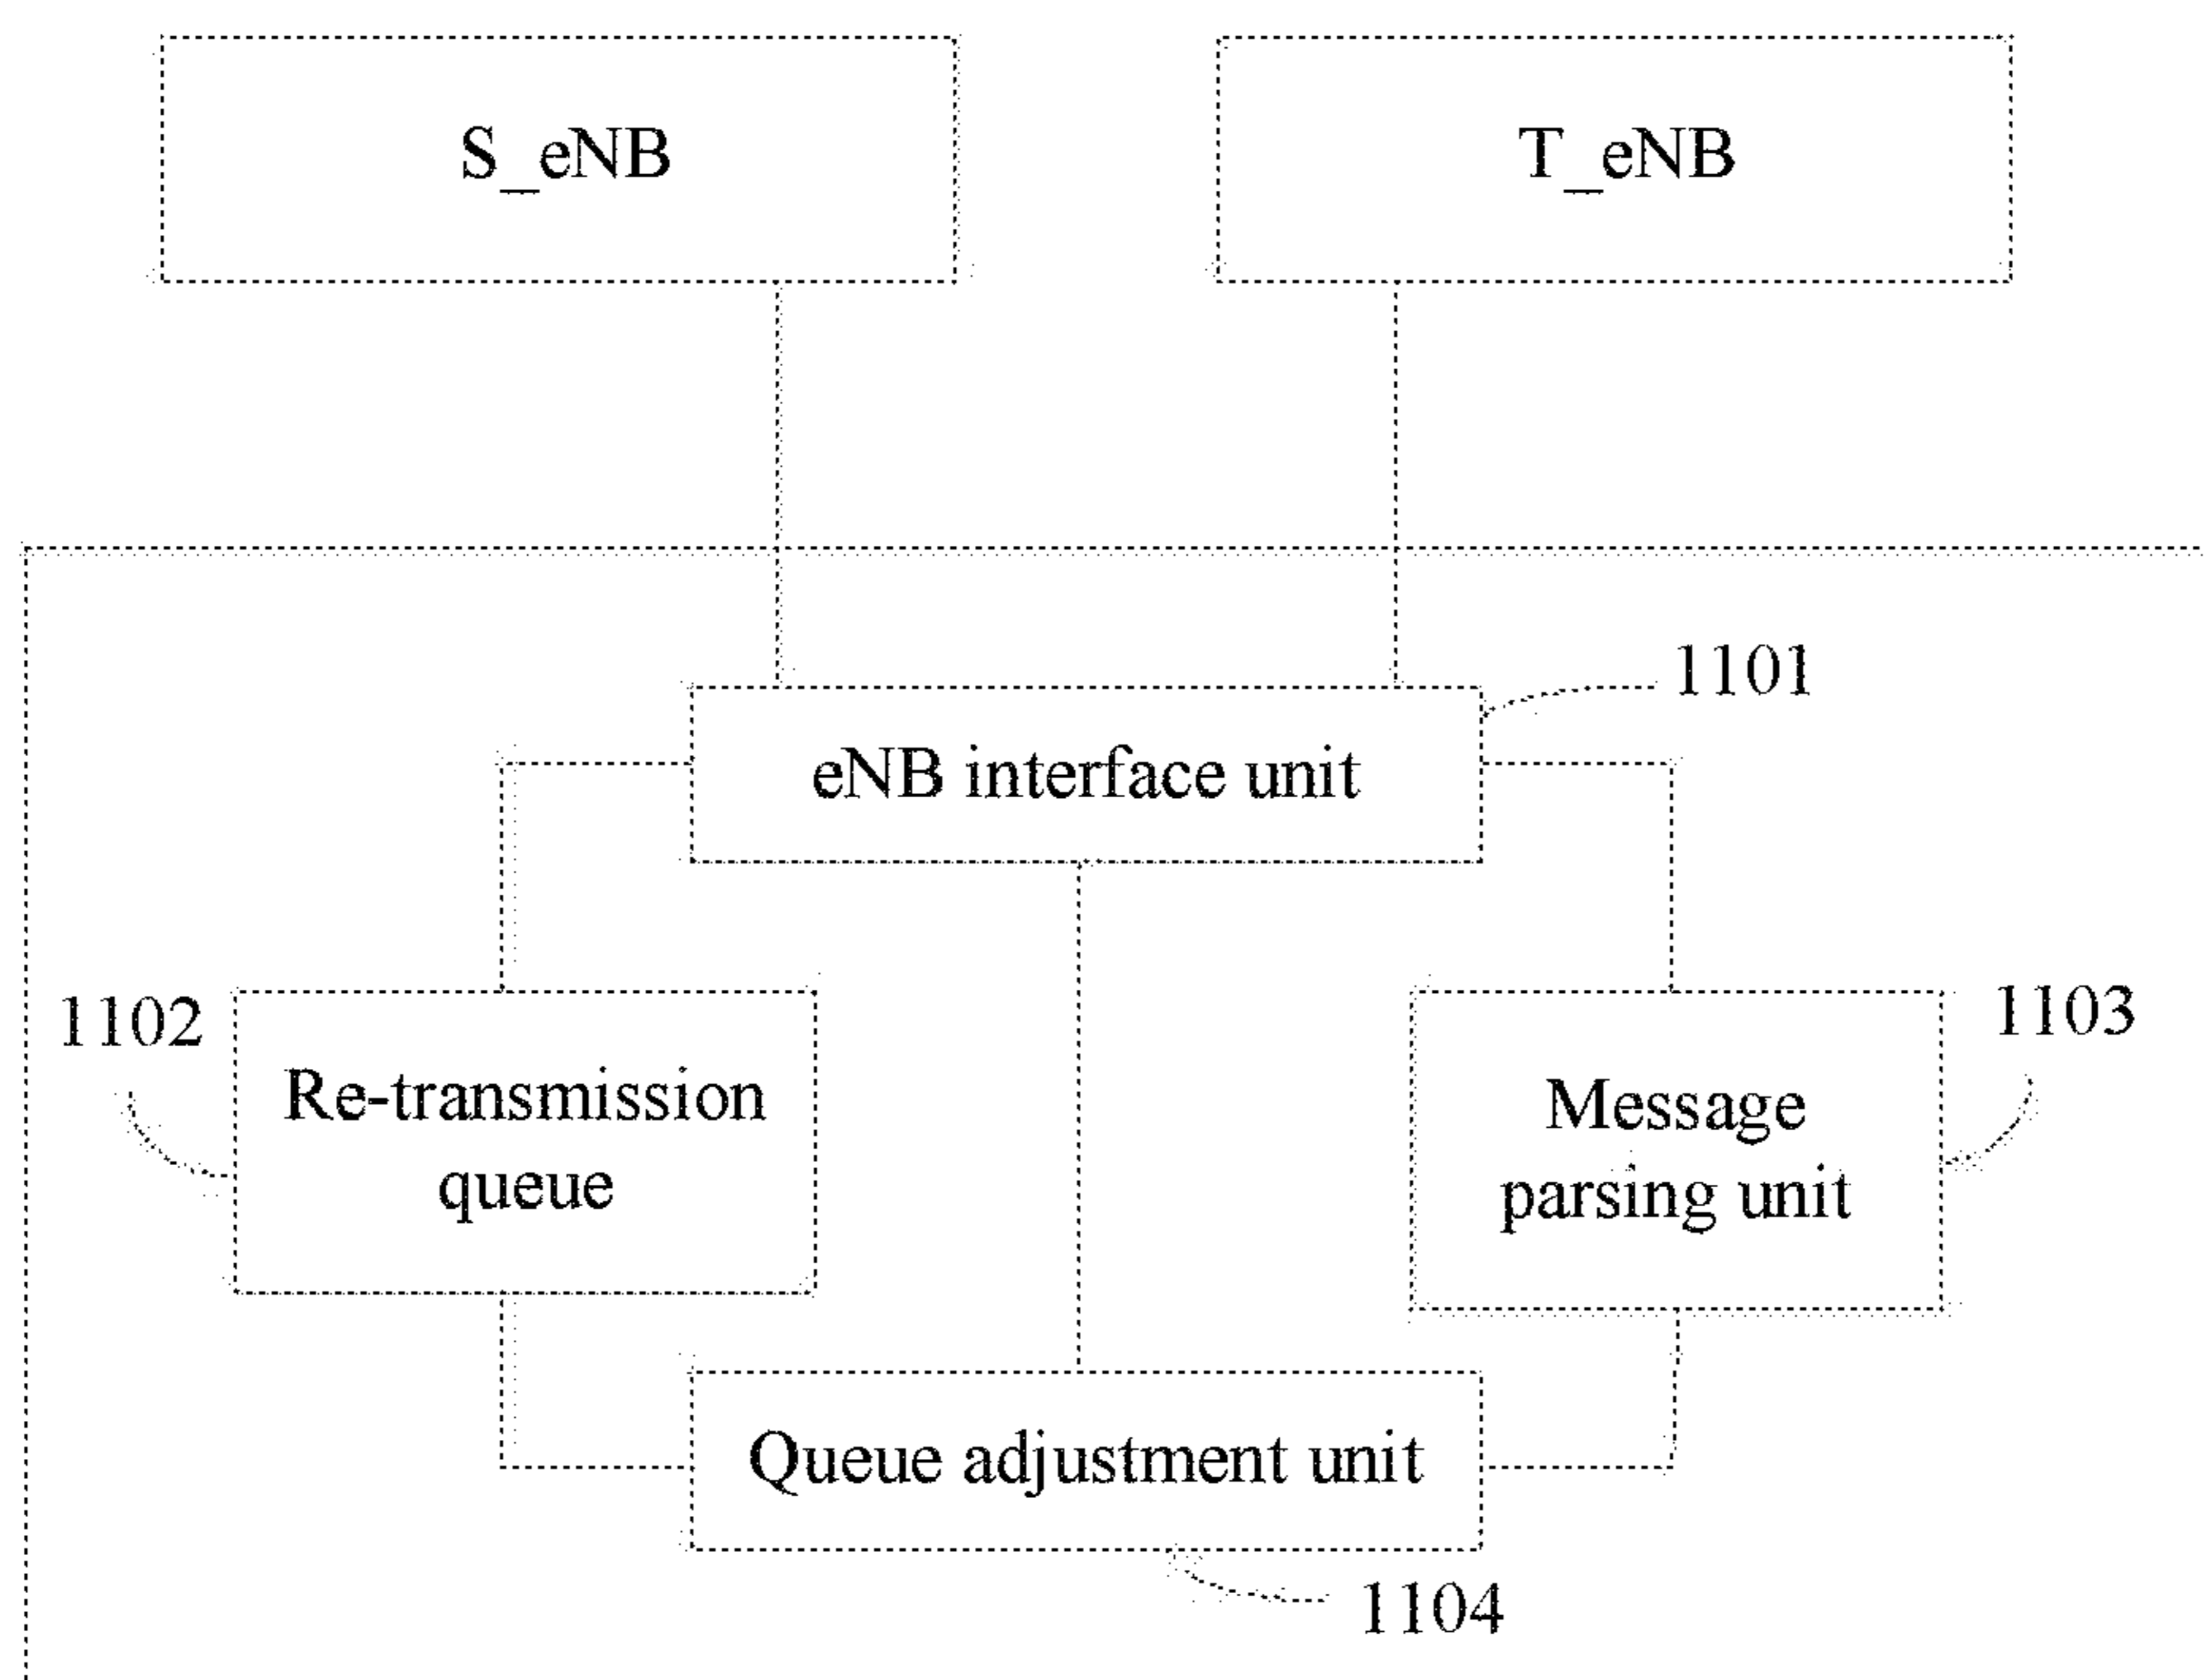 S_eNB
T_eNB
1101
eNB interface unit
1102
1103
Re-transmission
queue
Message
parsing unit
Queue adjustment unit
1104